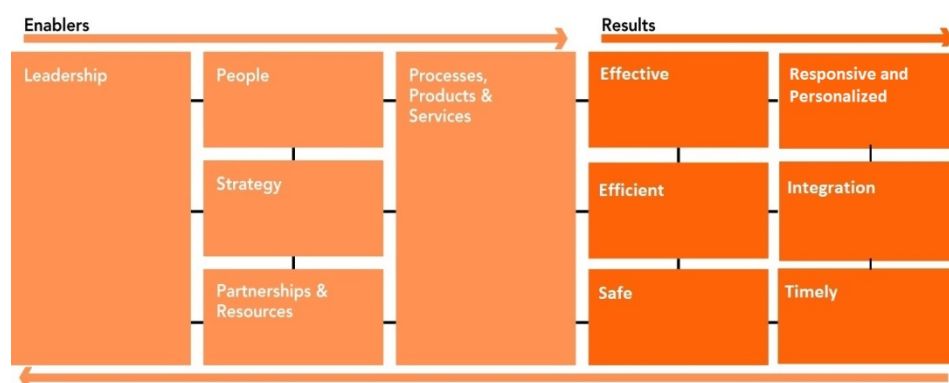 Enablers
Results
Leadership
People
Processes,
Products &
Services
Effective
Responsive and
Personalized
Strategy
Efficient
Integration
Partnerships &
Resources
Safe
Timely